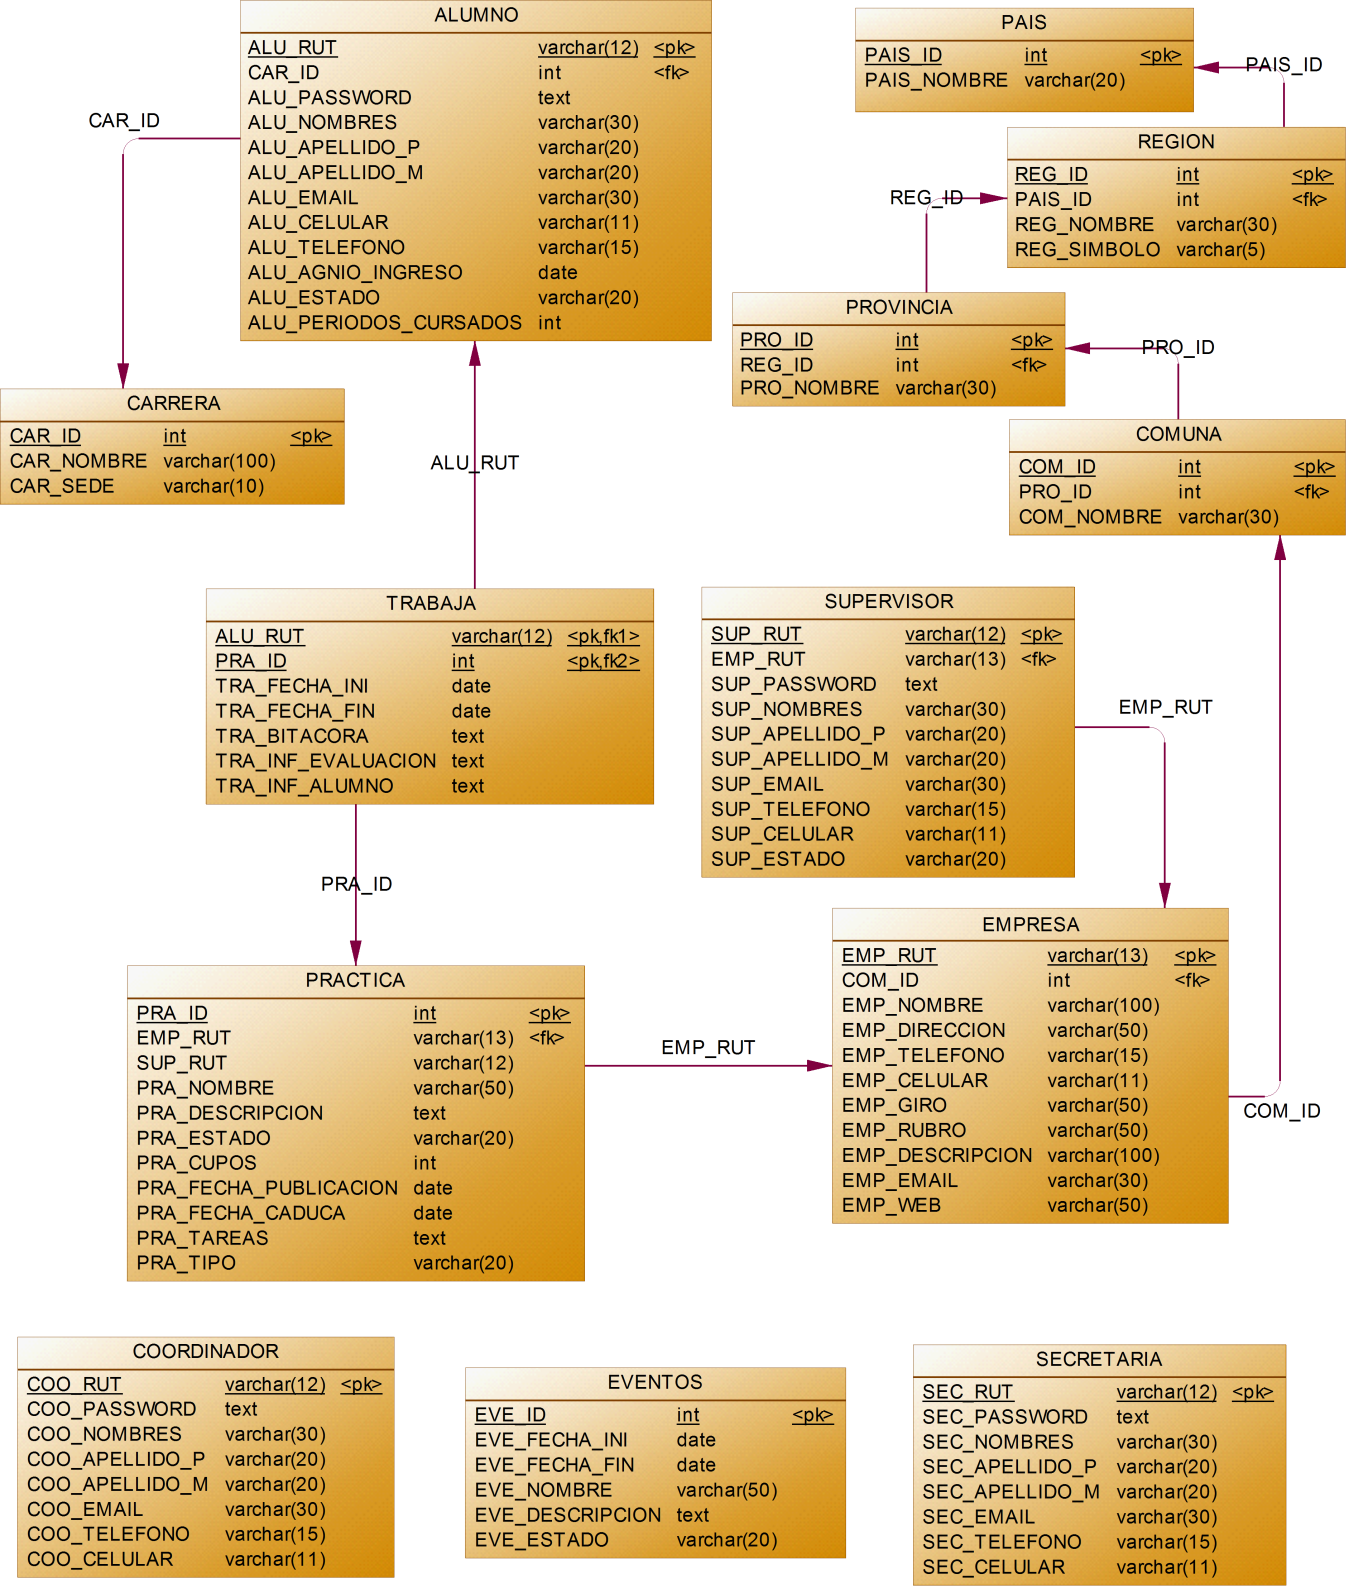 ALUMNO
ALU_RUT varchar(12) <pk>
CAR_ID int <fk>
ALU_PASSWORD text
ALU_NOMBRES varchar(30)
ALU_APELLIDO_P varchar(20)
ALU_APELLIDO_M varchar(20)
ALU_EMAIL varchar(30)
ALU_CELULAR varchar(11)
ALU_TELEFONO varchar(15)
ALU_AGNIO_INGRESO date
ALU_ESTADO varchar(20)
ALU_PERIODOS_CURSADOS int
PAIS
PAIS_ID int <pk>
PAIS_NOMBRE varchar(20)
PAIS_ID
REGION
REG_ID int <pk>
PAIS_ID int <fk>
REG_NOMBRE varchar(30)
REG_SIMBOLO varchar(5)
REG_ID
CAR_ID
PROVINCIA
PRO_ID int <pk>
REG_ID int <fk>
PRO_NOMBRE varchar(30)
PRO_ID
CARRERA
CAR_ID int <pk>
CAR_NOMBRE varchar(100)
CAR_SEDE varchar(10)
COMUNA
COM_ID int <pk>
PRO_ID int <fk>
COM_NOMBRE varchar(30)
ALU_RUT
TRABAJA
ALU_RUT varchar(12) <pk,fk1>
PRA_ID int <pk,fk2>
TRA_FECHA_INI date
TRA_FECHA_FIN date
TRA_BITACORA text
TRA_INF_EVALUACION text
TRA_INF_ALUMNO text
SUPERVISOR
SUP_RUT varchar(12) <pk>
EMP_RUT varchar(13) <fk>
SUP_PASSWORD text
SUP_NOMBRES varchar(30)
SUP_APELLIDO_P varchar(20)
SUP_APELLIDO_M varchar(20)
SUP_EMAIL varchar(30)
SUP_TELEFONO varchar(15)
SUP_CELULAR varchar(11)
SUP_ESTADO varchar(20)
EMP_RUT
PRA_ID
PRACTICA
PRA_ID int <pk>
EMP_RUT varchar(13) <fk>
SUP_RUT varchar(12)
PRA_NOMBRE varchar(50)
PRA_DESCRIPCION text
PRA_ESTADO varchar(20)
PRA_CUPOS int
PRA_FECHA_PUBLICACION date
PRA_FECHA_CADUCA date
PRA_TAREAS text
PRA_TIPO varchar(20)
EMP_RUT
EMPRESA
EMP_RUT varchar(13) <pk>
COM_ID int <fk>
EMP_NOMBRE varchar(100)
EMP_DIRECCION varchar(50)
EMP_TELEFONO varchar(15)
EMP_CELULAR varchar(11)
EMP_GIRO varchar(50)
EMP_RUBRO varchar(50)
EMP_DESCRIPCION varchar(100)
EMP_EMAIL varchar(30)
EMP_WEB varchar(50)
COM_ID
COORDINADOR
COO_RUT varchar(12) <pk>
COO_PASSWORD text
COO_NOMBRES varchar(30)
COO_APELLIDO_P varchar(20)
COO_APELLIDO_M varchar(20)
COO_EMAIL varchar(30)
COO_TELEFONO varchar(15)
COO_CELULAR varchar(11)
EVENTOS
EVE_ID int <pk>
EVE_FECHA_INI date
EVE_FECHA_FIN date
EVE_NOMBRE varchar(50)
EVE_DESCRIPCION text
EVE_ESTADO varchar(20)
SECRETARIA
SEC_RUT varchar(12) <pk>
SEC_PASSWORD text
SEC_NOMBRES varchar(30)
SEC_APELLIDO_P varchar(20)
SEC_APELLIDO_M varchar(20)
SEC_EMAIL varchar(30)
SEC_TELEFONO varchar(15)
SEC_CELULAR varchar(11)